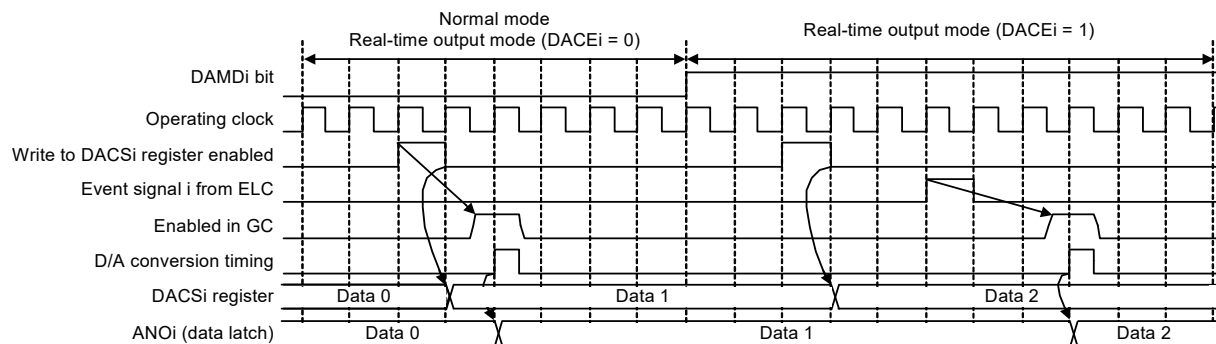 Normal mode
Real-time output mode (DACEi = 0)
Real-time output mode (DACEi = 1)
DAMDi bit
Operating clock
Write to DACSi register enabled
Event signal i from ELC
Enabled in GC
D/A conversion timing
DACSi register
Data 0
Data 1
Data 2
ANOi (data latch)
Data 0
Data 1
Data 2